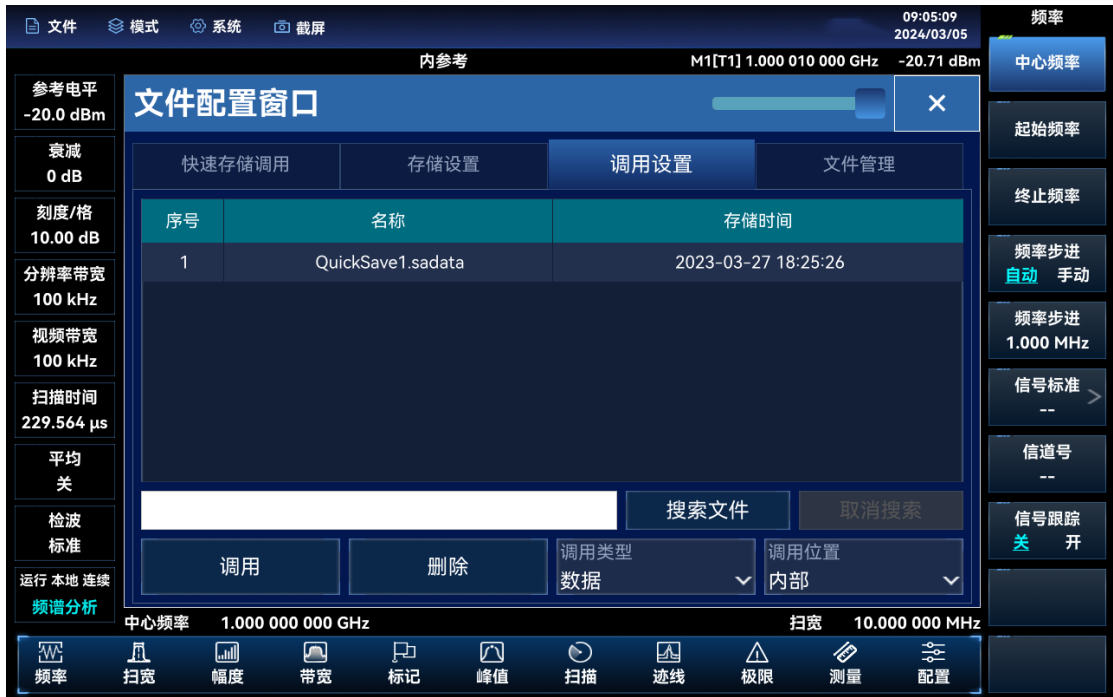 文件 模式 系统 截屏
09:05:09
2024/03/05
内参考 M1[T1] 1.000 010 000 GHz -20.71 dBm
参考电平
-20.0 dBm
衰减
0 dB
刻度/格
10.00 dB
分辨率带宽
100 kHz
视频带宽
100 kHz
扫描时间
229.564 μs
平均
关
检波
标准
运行 本地 连续
频谱分析
文件配置窗口 ×
快速存储调用 存储设置 调用设置 文件管理
序号 名称 存储时间
1 QuickSave1.sadata 2023-03-27 18:25:26
搜索文件 取消搜索
调用 删除
调用类型
数据
调用位置
内部
中心频率 1.000 000 000 GHz 扫宽 10.000 000 MHz
频率 扫宽 幅度 带宽 标记 峰值 扫描 迹线 极限 测量 配置
频率
中心频率
起始频率
终止频率
频率步进
自动 手动
频率步进
1.000 MHz
信号标准 >
--
信道号
--
信号跟踪
关 开